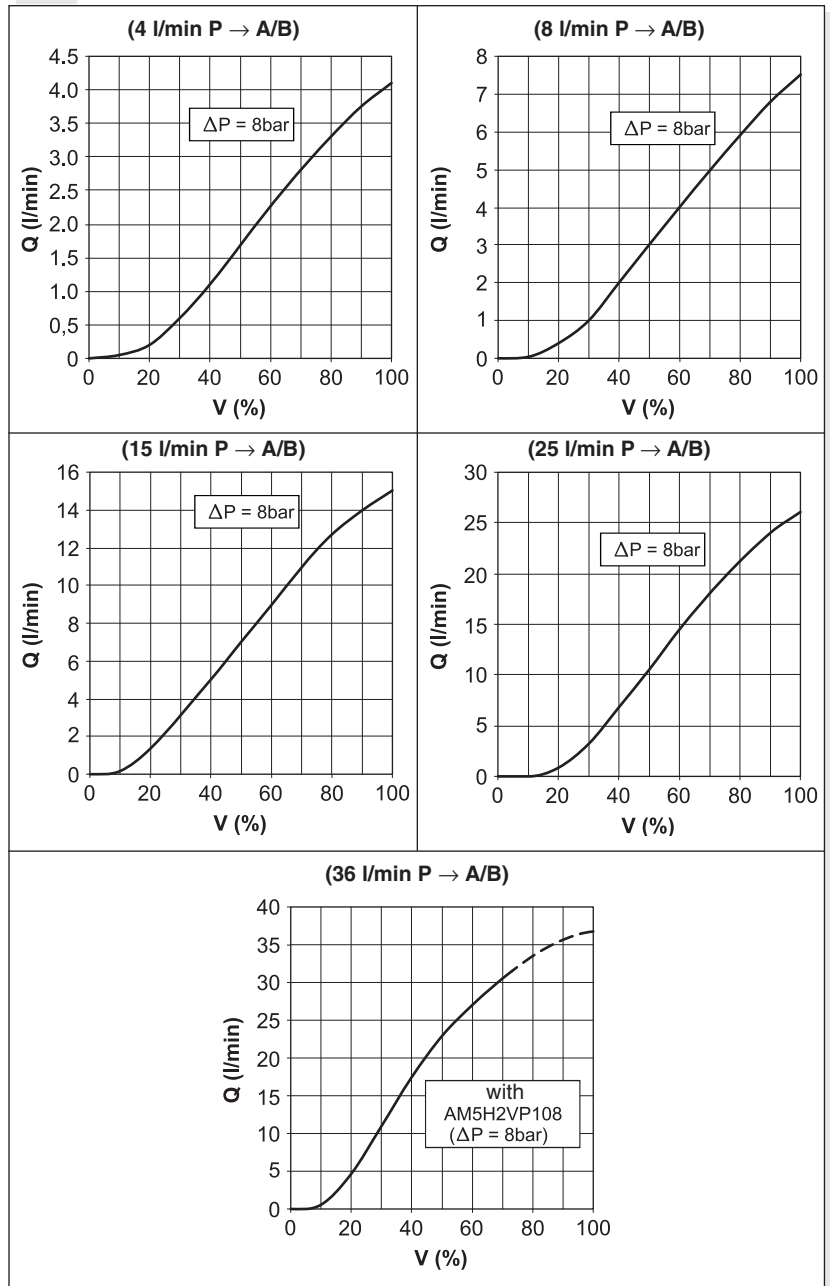 (4 l/min P → A/B)
4.5
4.0
3.5
3.0
2.5
2.0
1.5
1.0
0,5
0
Q (l/min)
ΔP = 8bar
0 20 40 60 80 100
V (%)
(8 l/min P → A/B)
8
7
6
5
4
3
2
1
0
Q (l/min)
ΔP = 8bar
0 20 40 60 80 100
V (%)
(15 l/min P → A/B)
16
14
12
10
8
6
4
2
0
Q (l/min)
ΔP = 8bar
0 20 40 60 80 100
V (%)
(25 l/min P → A/B)
30
25
20
15
10
5
0
Q (l/min)
ΔP = 8bar
0 20 40 60 80 100
V (%)
(36 l/min P → A/B)
40
35
30
25
20
15
10
5
0
Q (l/min)
with
AM5H2VP108
(ΔP = 8bar)
0 20 40 60 80 100
V (%)